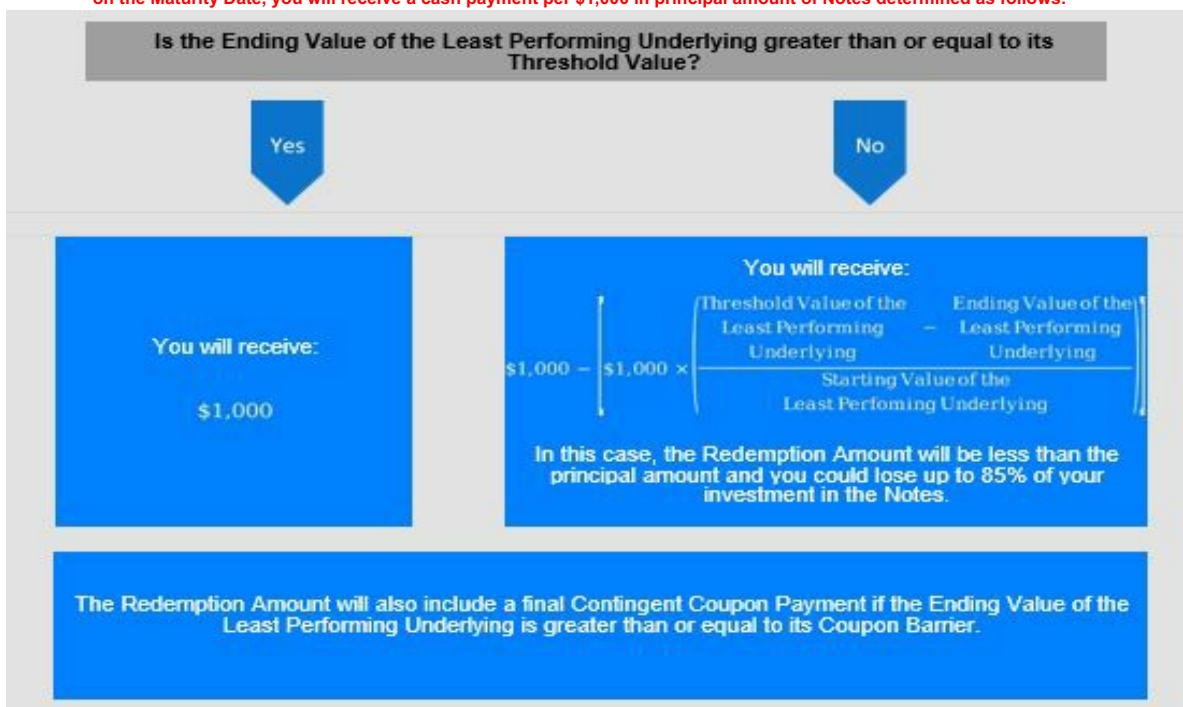 on the Maturity Date, you will receive a cash payment per $1,000 in principal amount of Notes determined as follows:
Is the Ending Value of the Least Performing Underlying greater than or equal to its
Threshold Value?
Yes
No
You will receive:
$1,000
You will receive:
$1,000 − [$1,000 × (
Threshold Value of the
Least Performing
Underlying
−
Ending Value of the
Least Performing
Underlying
Starting Value of the
Least Perfoming Underlying
)]
In this case, the Redemption Amount will be less than the
principal amount and you could lose up to 85% of your
investment in the Notes.
The Redemption Amount will also include a final Contingent Coupon Payment if the Ending Value of the
Least Performing Underlying is greater than or equal to its Coupon Barrier.